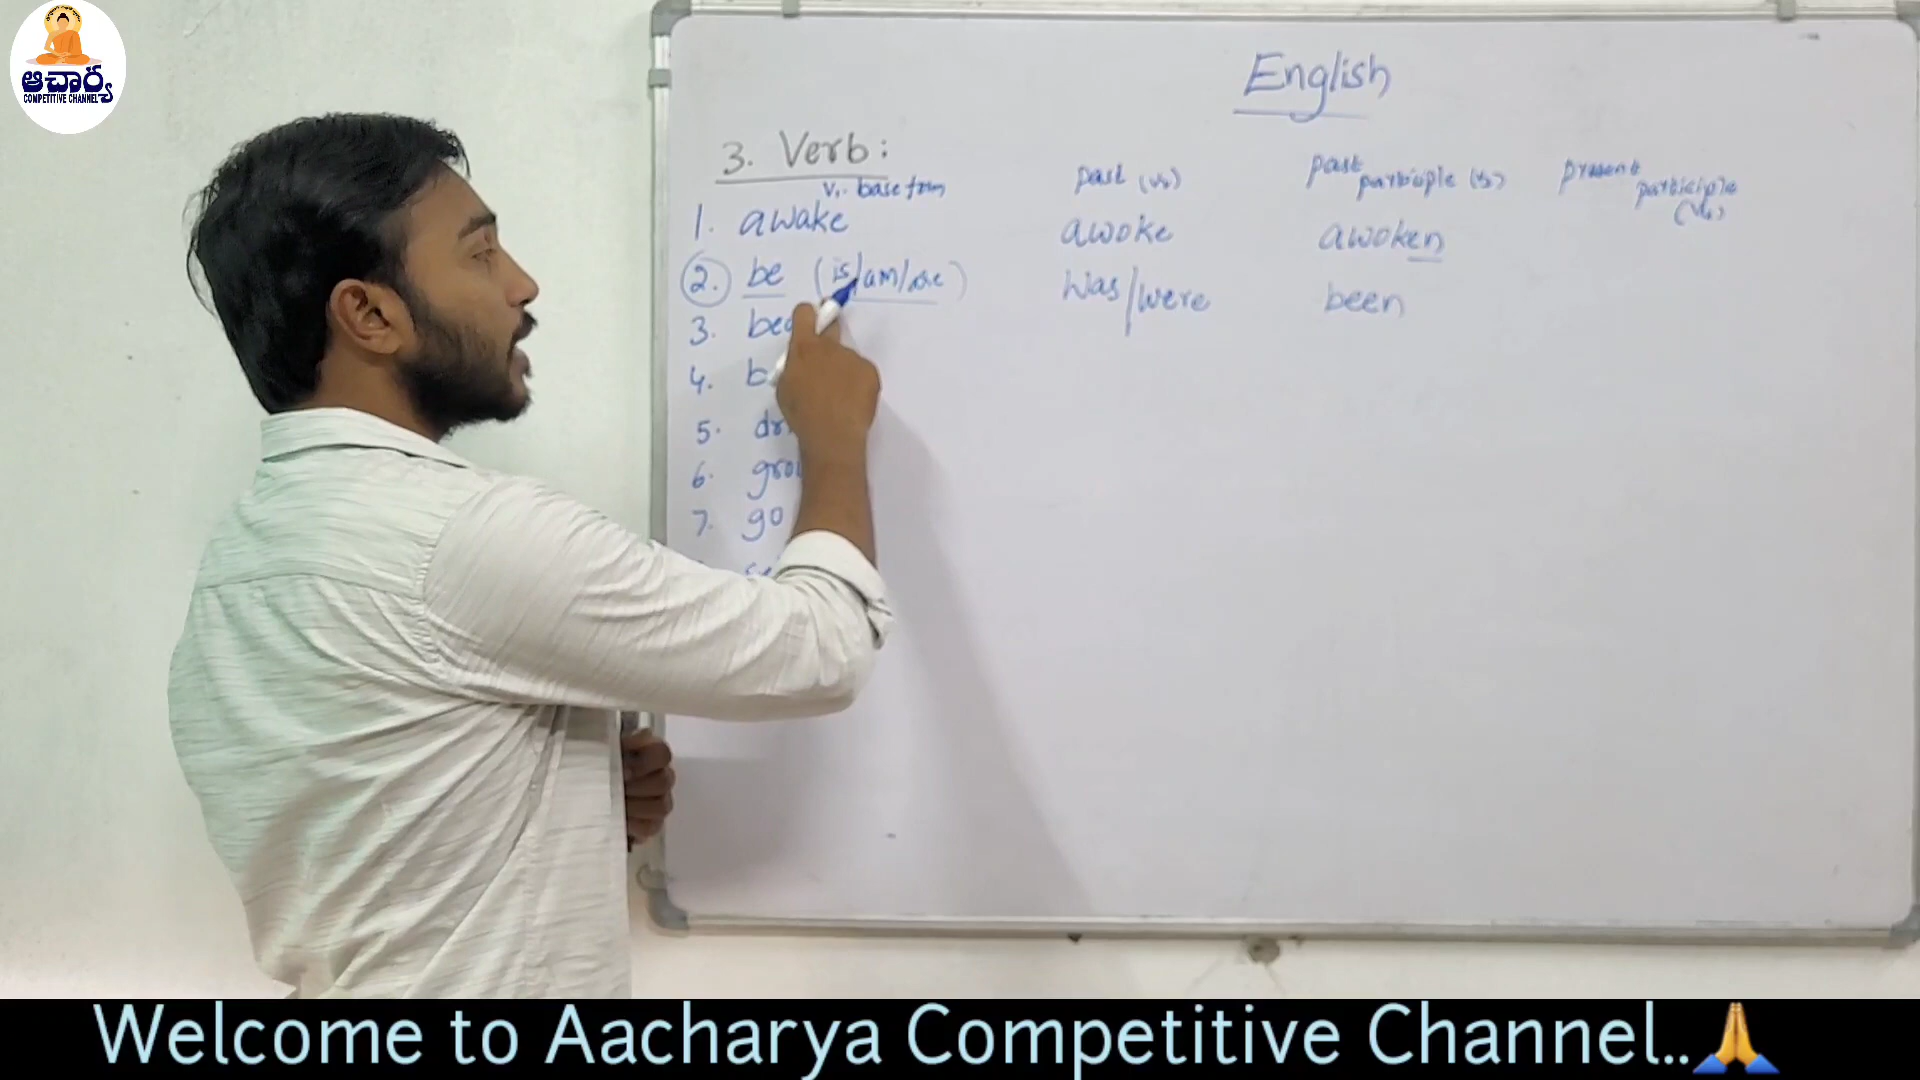 ఆచార్య
COMPETITIVE CHANNEL
English
3. Verb:
V₁. base form past (V₂) past participle (V₃) present participle (V₄)
1. awake awoke awoken
2. be (is/am/are) was/were been
3.
4.
5.
6.
7. go
Welcome to Aacharya Competitive Channel..🙏